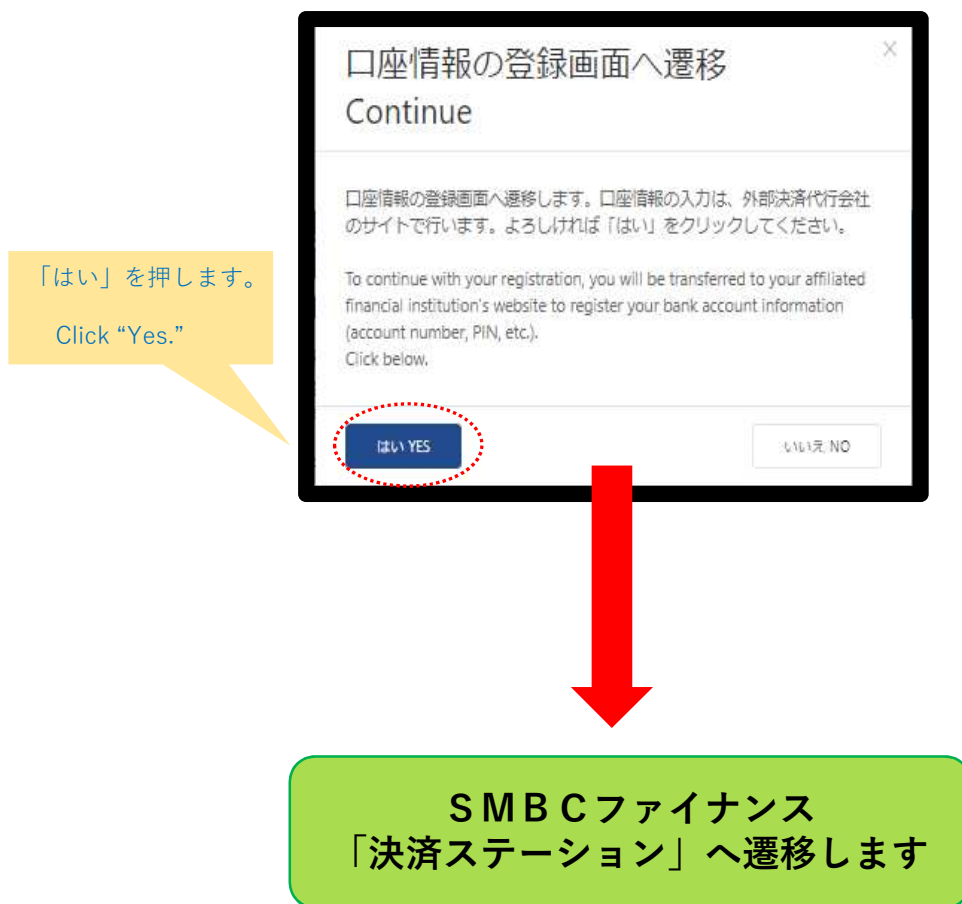 口座情報の登録画面へ遷移
Continue
×
口座情報の登録画面へ遷移します。口座情報の入力は、外部決済代行会社
のサイトで行います。よろしければ「はい」をクリックしてください。
To continue with your registration, you will be transferred to your affiliated
financial institution's website to register your bank account information
(account number, PIN, etc.).
Click below.
「はい」を押します。
Click “Yes.”
はい YES
いいえ NO
ＳＭＢＣファイナンス
「決済ステーション」へ遷移します